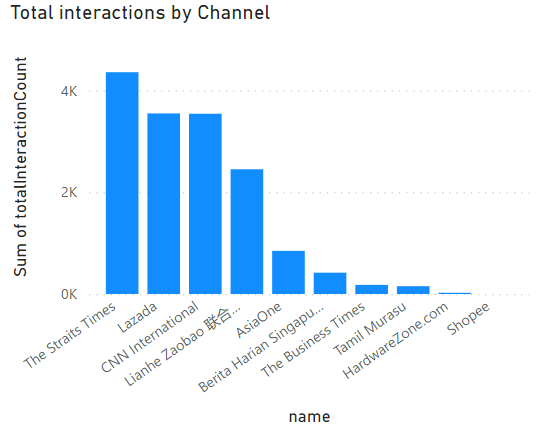 Total interactions by Channel
Sum of totalInteractionCount
4K
2K
0K
The Straits Times
Lazada
CNN International
Lianhe Zaobao 联合...
AsiaOne
Berita Harian Singapu...
The Business Times
Tamil Murasu
HardwareZone.com
Shopee
name